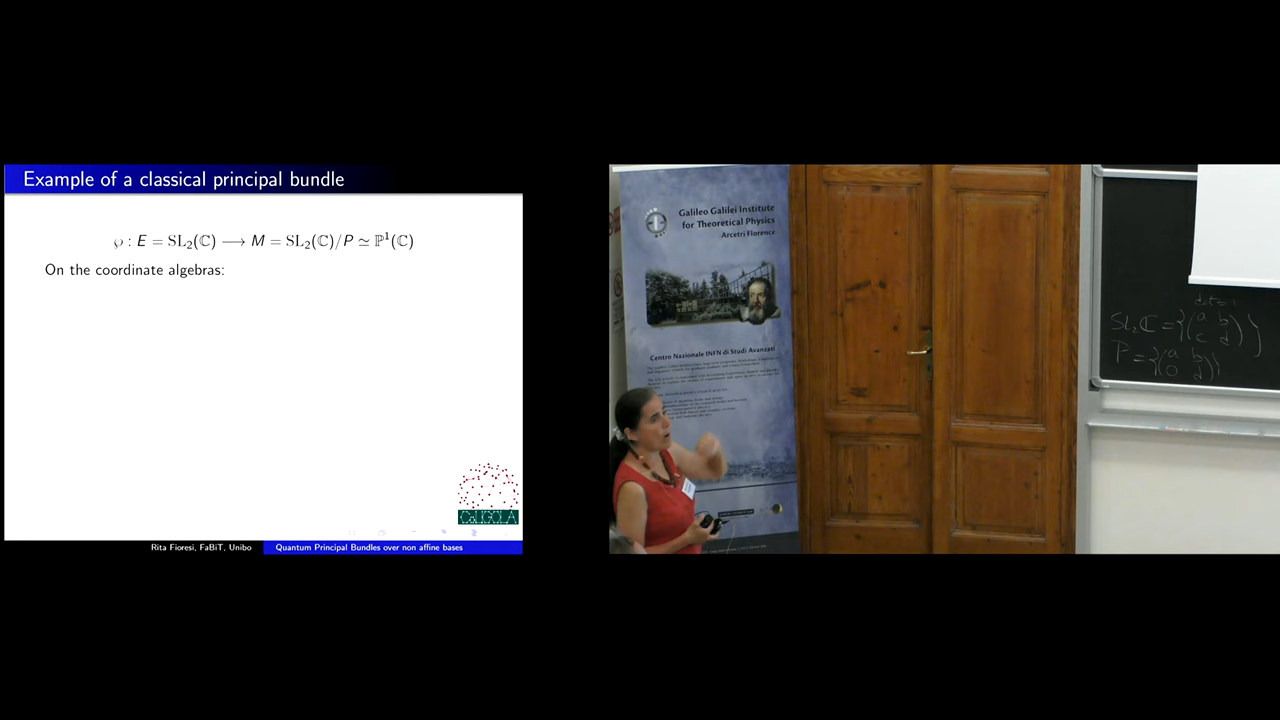 Example of a classical principal bundle
℘ : E = SL₂(ℂ) ⟶ M = SL₂(ℂ)/P ≃ ℙ¹(ℂ)
On the coordinate algebras:
CaLIGOLA
Rita Fioresi, FaBiT, Unibo
Quantum Principal Bundles over non affine bases
Galileo Galilei Institute
for Theoretical Physics
Arcetri Florence
Centro Nazionale INFN di Studi Avanzati
det = 1
SL₂ℂ = {(a b
c d)}
P = {(a b
0 d)}